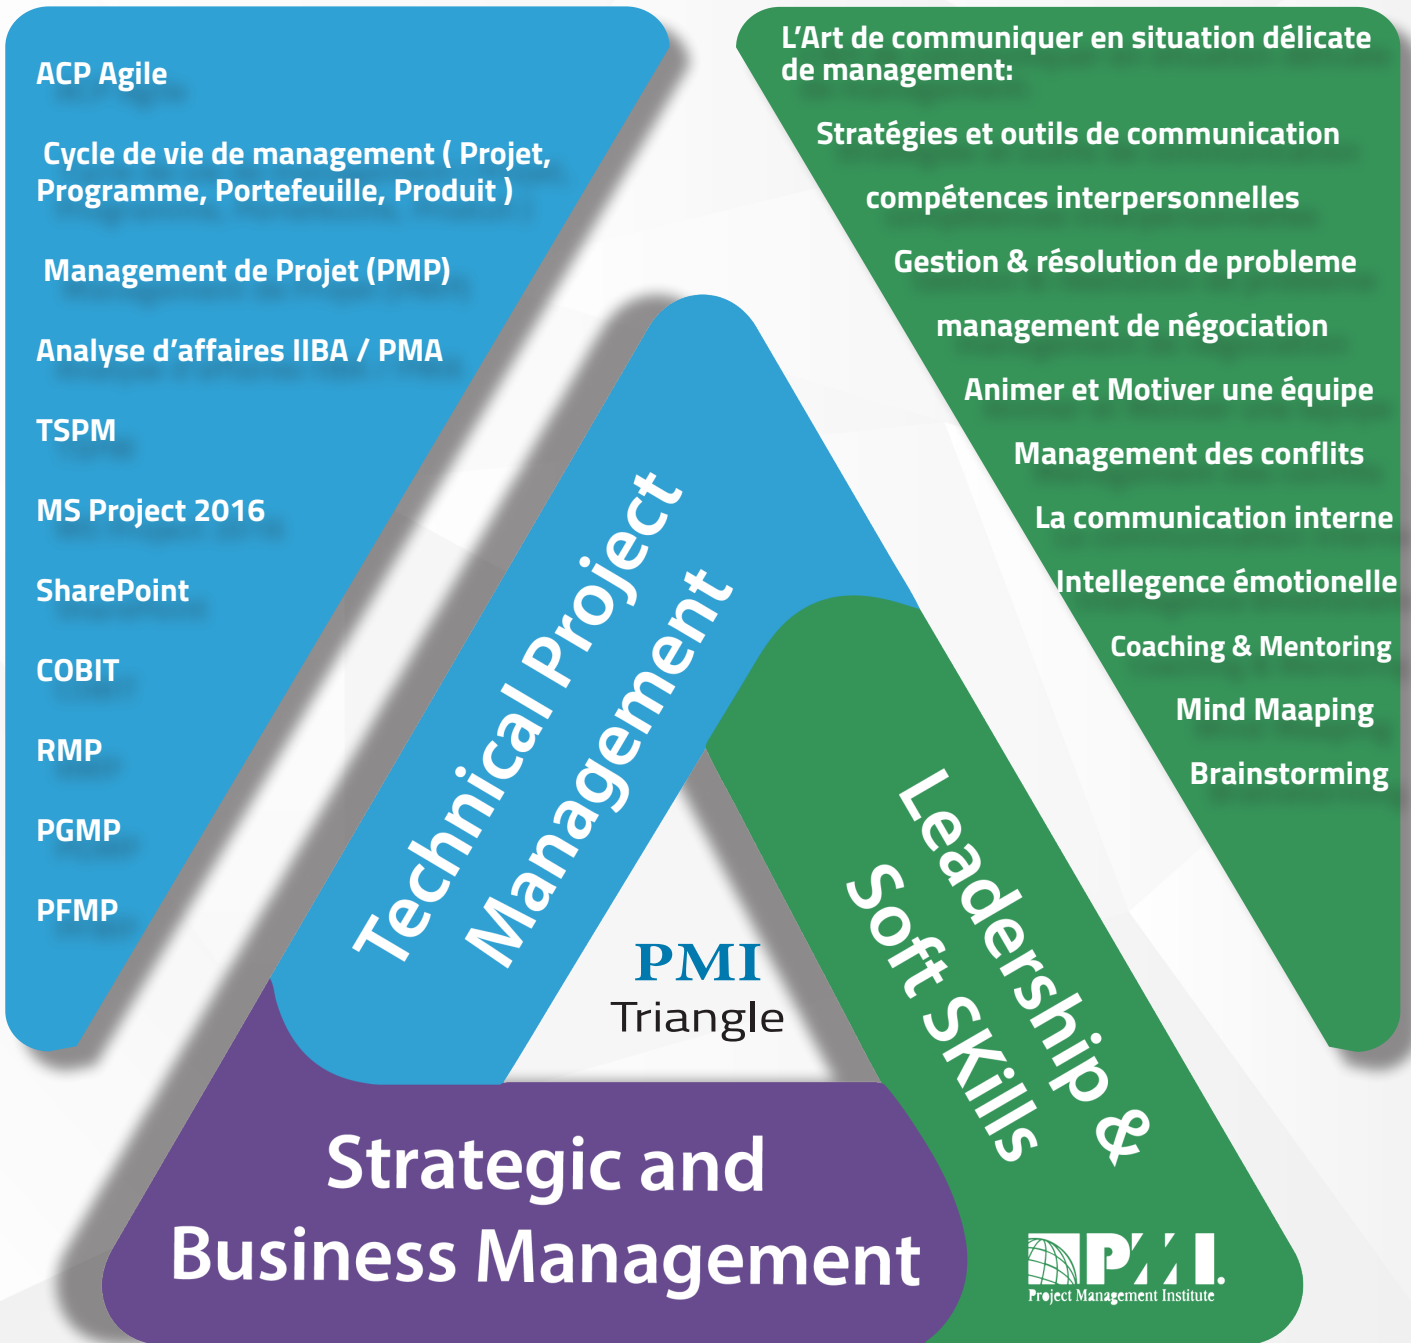 ACP Agile
Cycle de vie de management ( Projet,
Programme, Portefeuille, Produit )
Management de Projet (PMP)
Analyse d’affaires IIBA / PMA
TSPM
MS Project 2016
SharePoint
COBIT
RMP
PGMP
PFMP
L’Art de communiquer en situation délicate
de management:
Stratégies et outils de communication
compétences interpersonnelles
Gestion & résolution de probleme
management de négociation
Animer et Motiver une équipe
Management des conflits
La communication interne
Intellegence émotionelle
Coaching & Mentoring
Mind Maaping
Brainstorming
Technical Project
Management
Leadership &
Soft SKills
PMI
Triangle
Strategic and
Business Management
PMI.
Project Management Institute